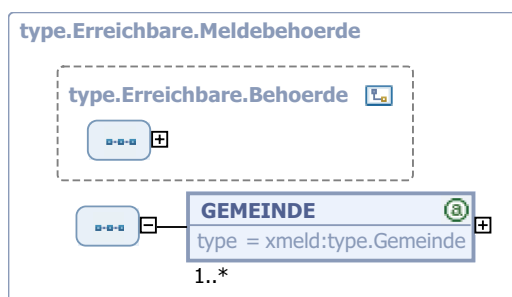 type.Erreichbare.Meldebehoerde
type.Erreichbare.Behoerde
GEMEINDE
a
type = xmeld:type.Gemeinde
1..*